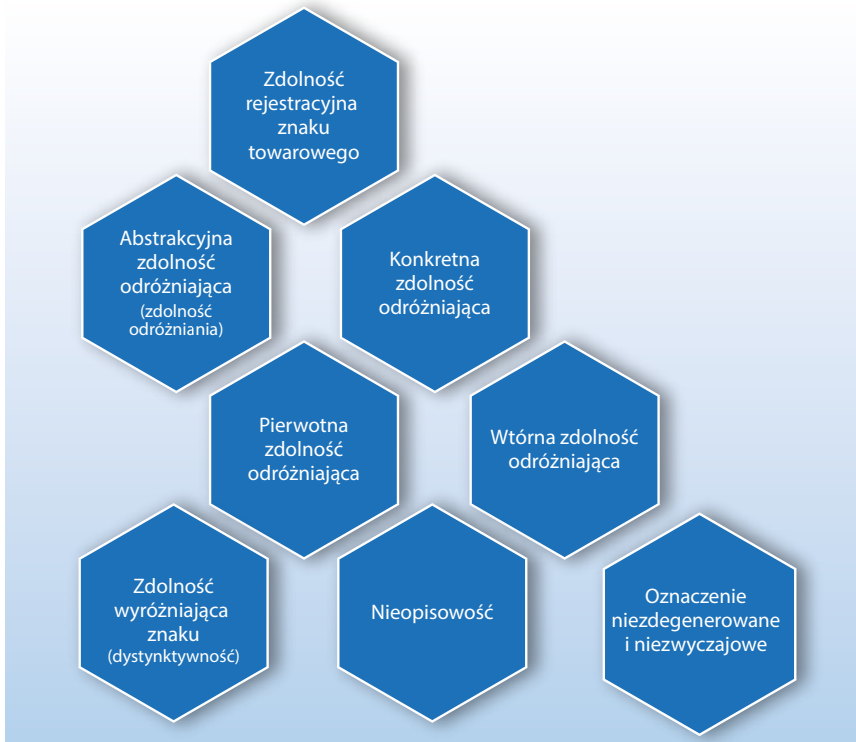 Zdolność
rejestracyjna
znaku
towarowego
Abstrakcyjna
zdolność
odróżniająca
(zdolność
odróżniania)
Konkretna
zdolność
odróżniająca
Pierwotna
zdolność
odróżniająca
Wtórna zdolność
odróżniająca
Zdolność
wyróżniająca
znaku
(dystynktywność)
Nieopisowość
Oznaczenie
niezdegenerowane
i niezwyczajowe